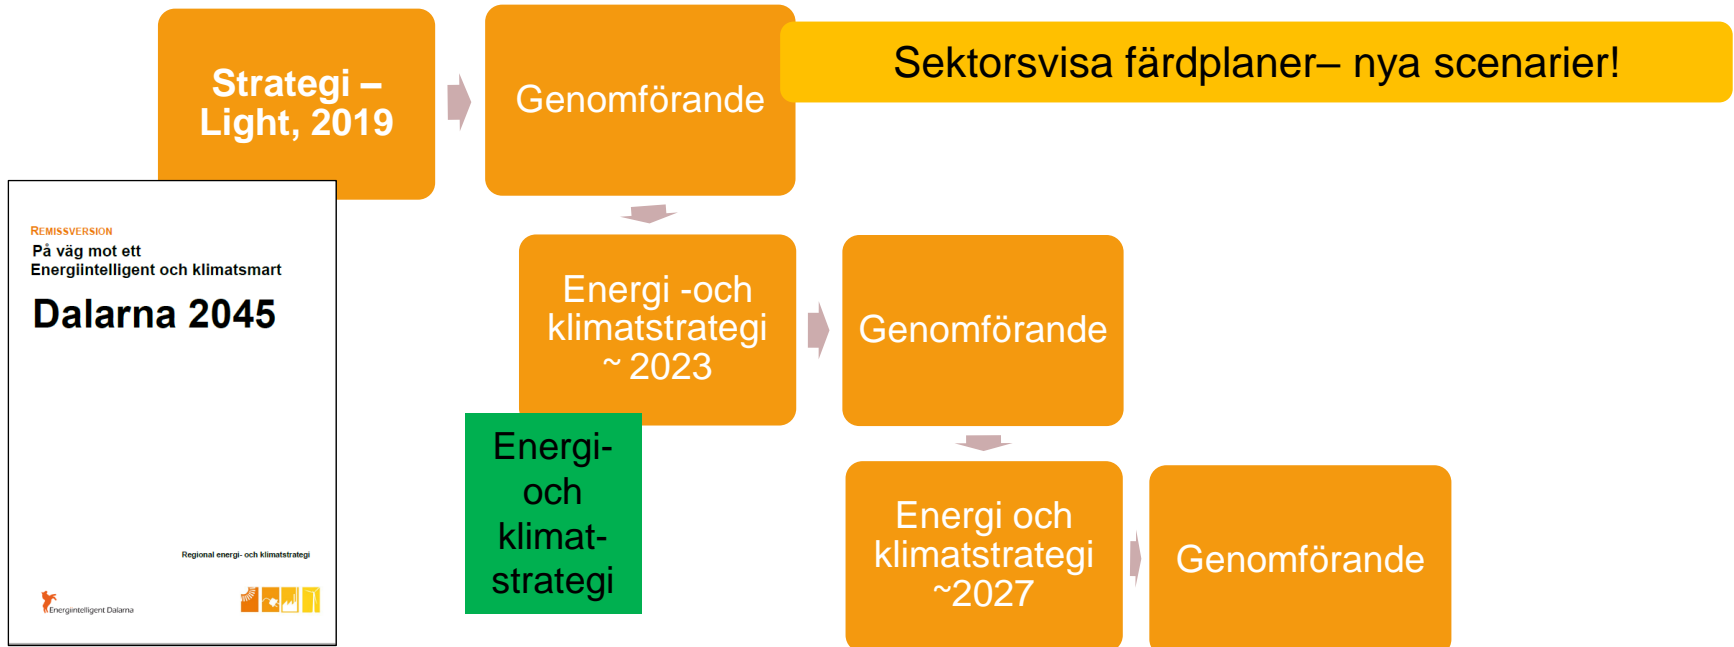 Strategi –
Light, 2019
Genomförande
Sektorsvisa färdplaner– nya scenarier!
REMISSVERSION
På väg mot ett
Energiintelligent och klimatsmart
Dalarna 2045
Regional energi- och klimatstrategi
Energiintelligent Dalarna
Energi -och
klimatstrategi
~ 2023
Genomförande
Energi-
och
klimat-
strategi
Energi och
klimatstrategi
~2027
Genomförande